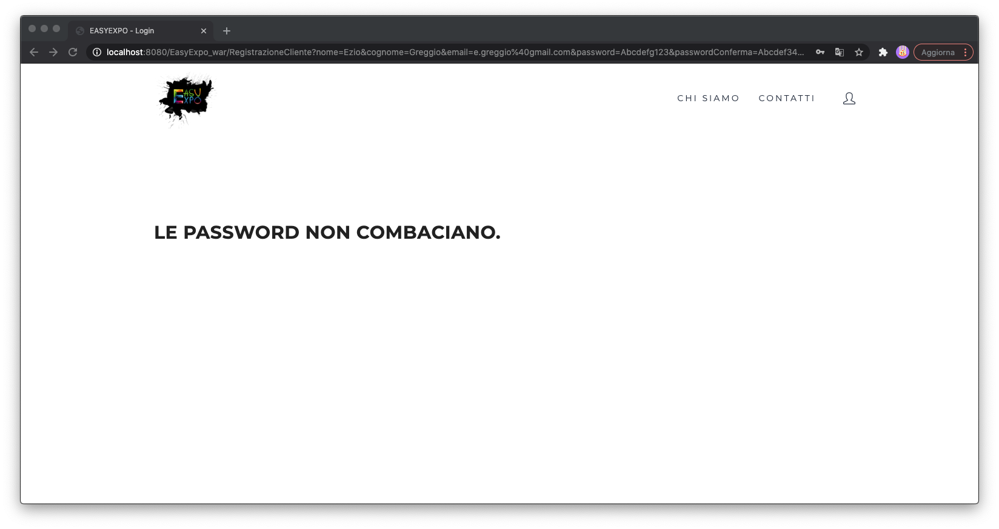 EASYEXPO - Login
localhost:8080/EasyExpo_war/RegistrazioneCliente?nome=Ezio&cognome=Greggio&email=e.greggio%40gmail.com&password=Abcdefg123&passwordConferma=Abcdef34...
Aggiorna
EASY
EXPO
CHI SIAMO
CONTATTI
LE PASSWORD NON COMBACIANO.